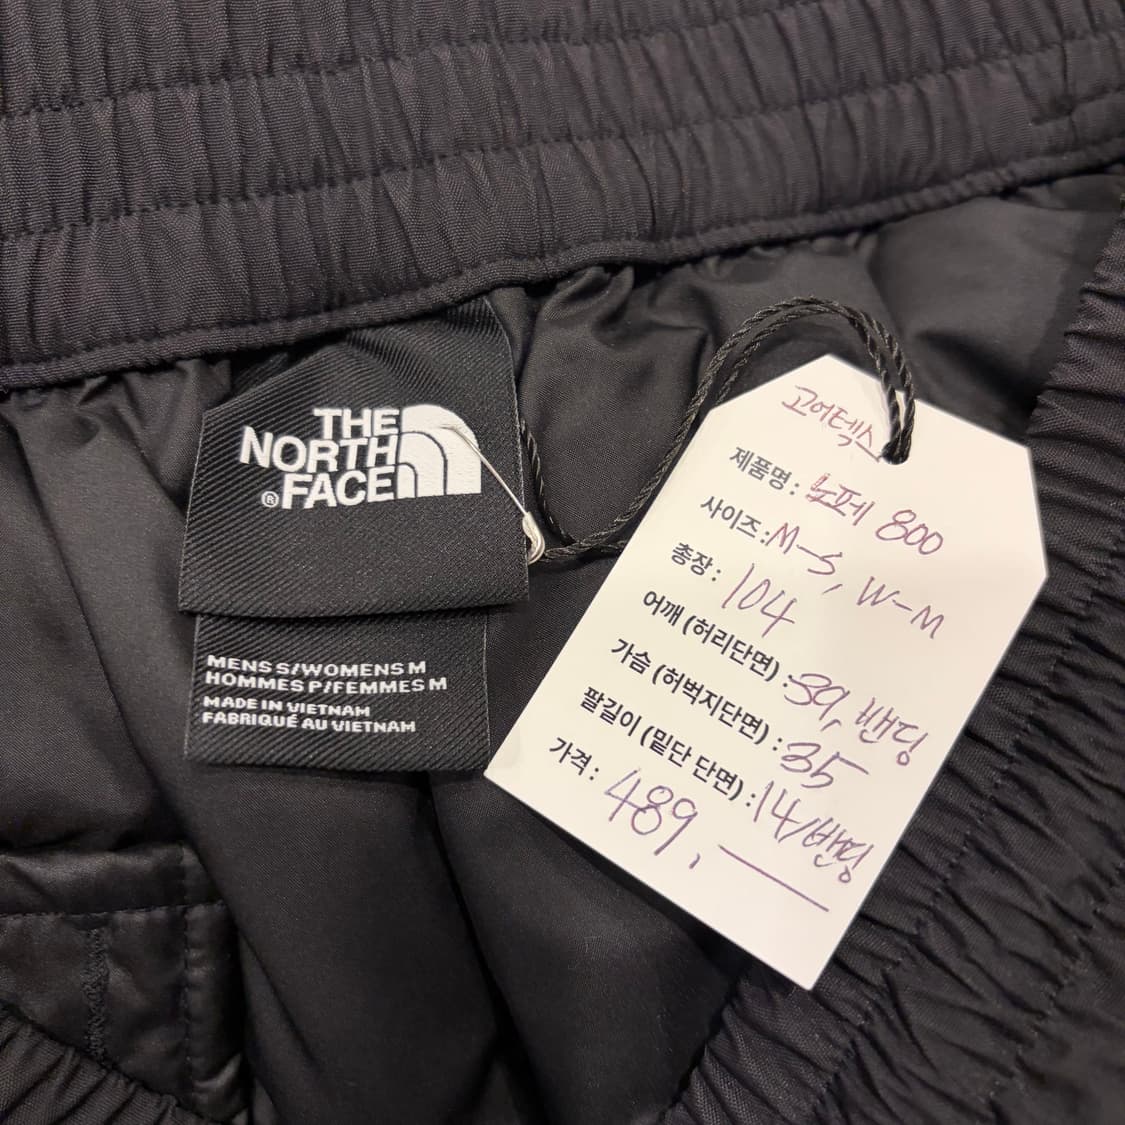 THE
NORTH
FACE®
MENS S/WOMENS M
HOMMES P/FEMMES M
MADE IN VIETNAM
FABRIQUÉ AU VIETNAM
고어텍스
제품명: 노페 800
사이즈: M-S, W-M
총장: 104
어깨 (허리단면): 39, 밴딩
가슴 (허벅지단면): 35
팔길이 (밑단 단면): 14/밴딩
가격: 489,—